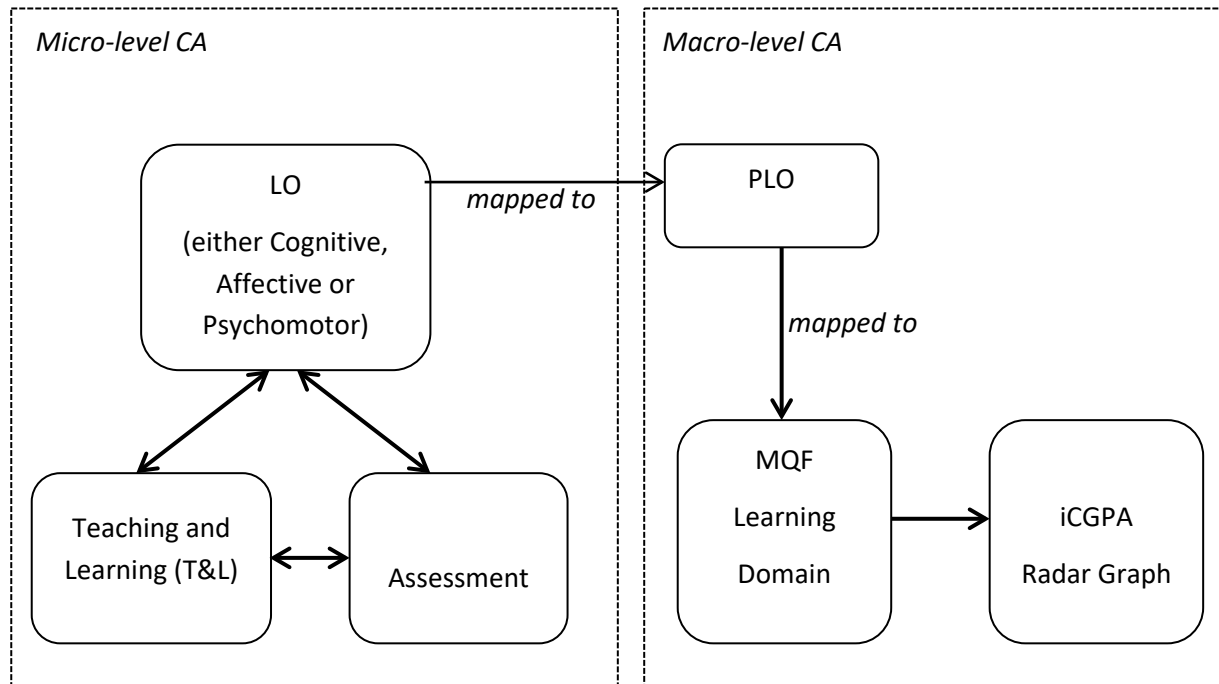 Micro-level CA
LO
(either Cognitive,
Affective or
Psychomotor)
mapped to
Teaching and
Learning (T&L)
Assessment
Macro-level CA
PLO
mapped to
MQF
Learning
Domain
iCGPA
Radar Graph